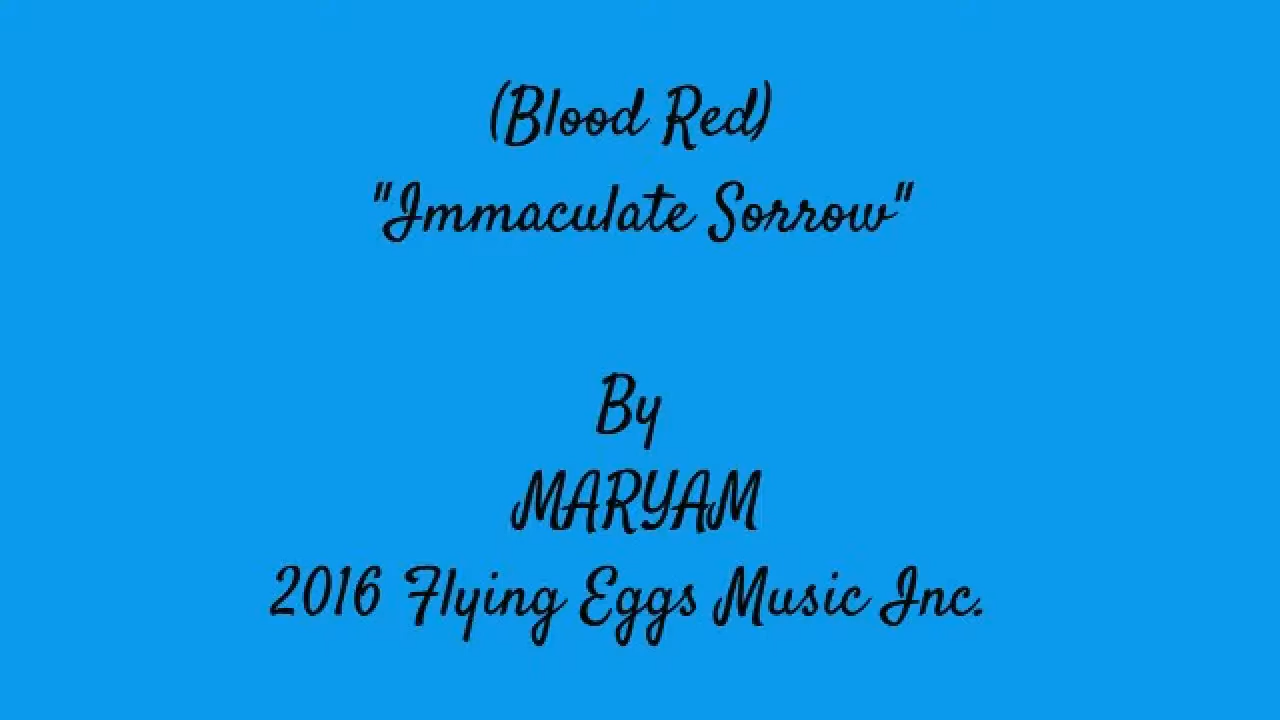 (Blood Red)
"Immaculate Sorrow"
By
MARYAM
2016 Flying Eggs Music Inc.